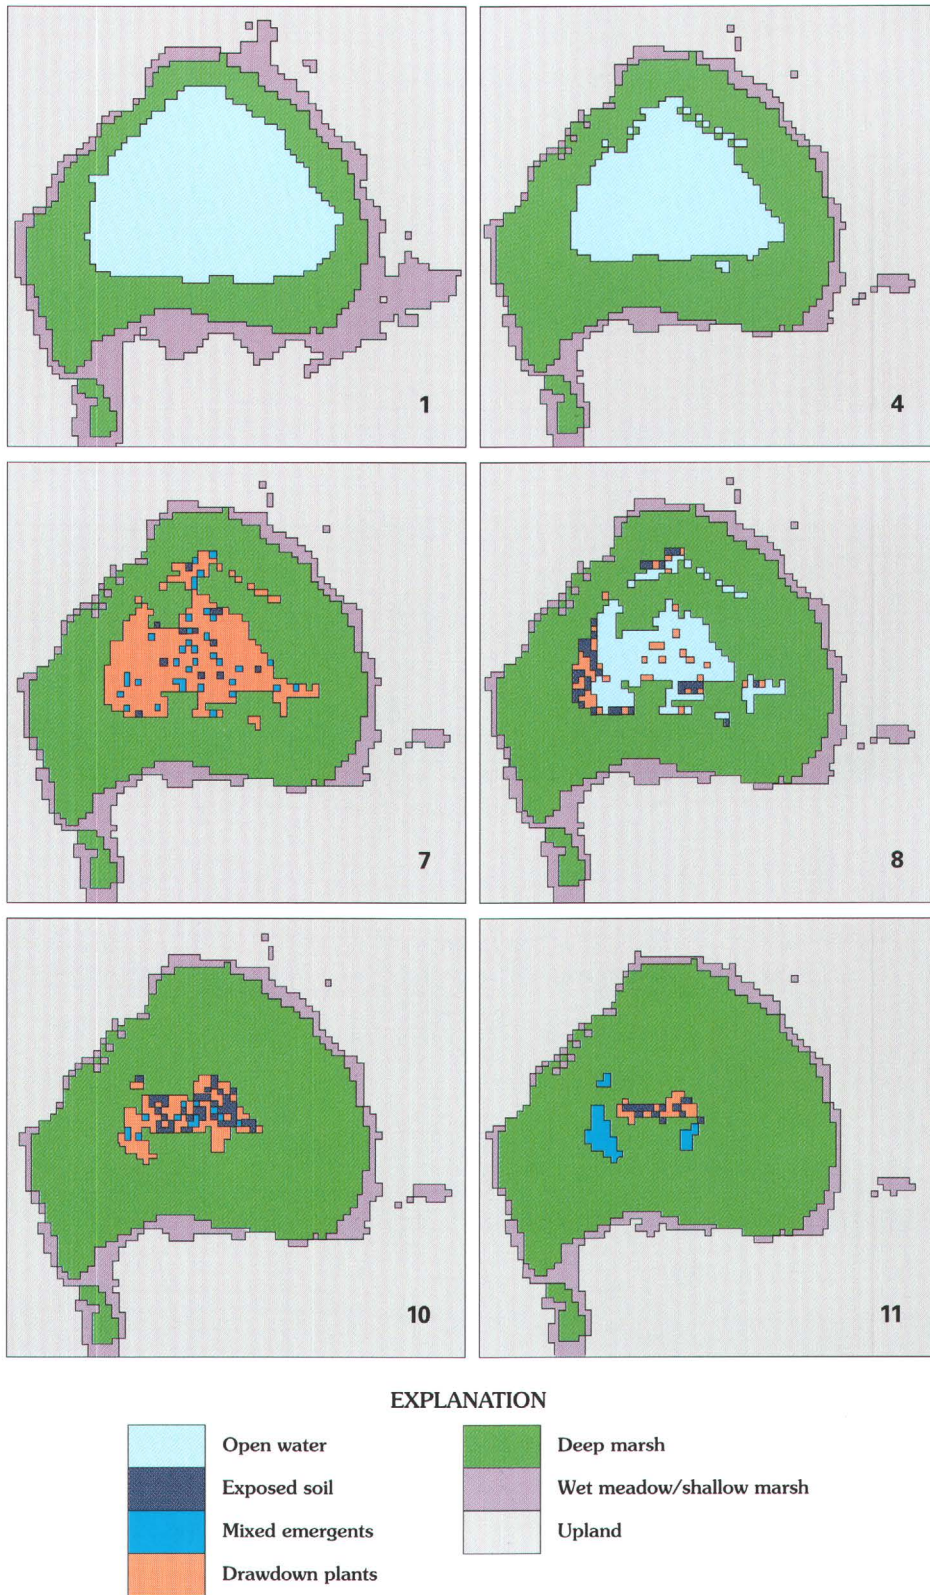 1
4
7
8
10
11
EXPLANATION
Open water
Exposed soil
Mixed emergents
Drawdown plants
Deep marsh
Wet meadow/shallow marsh
Upland